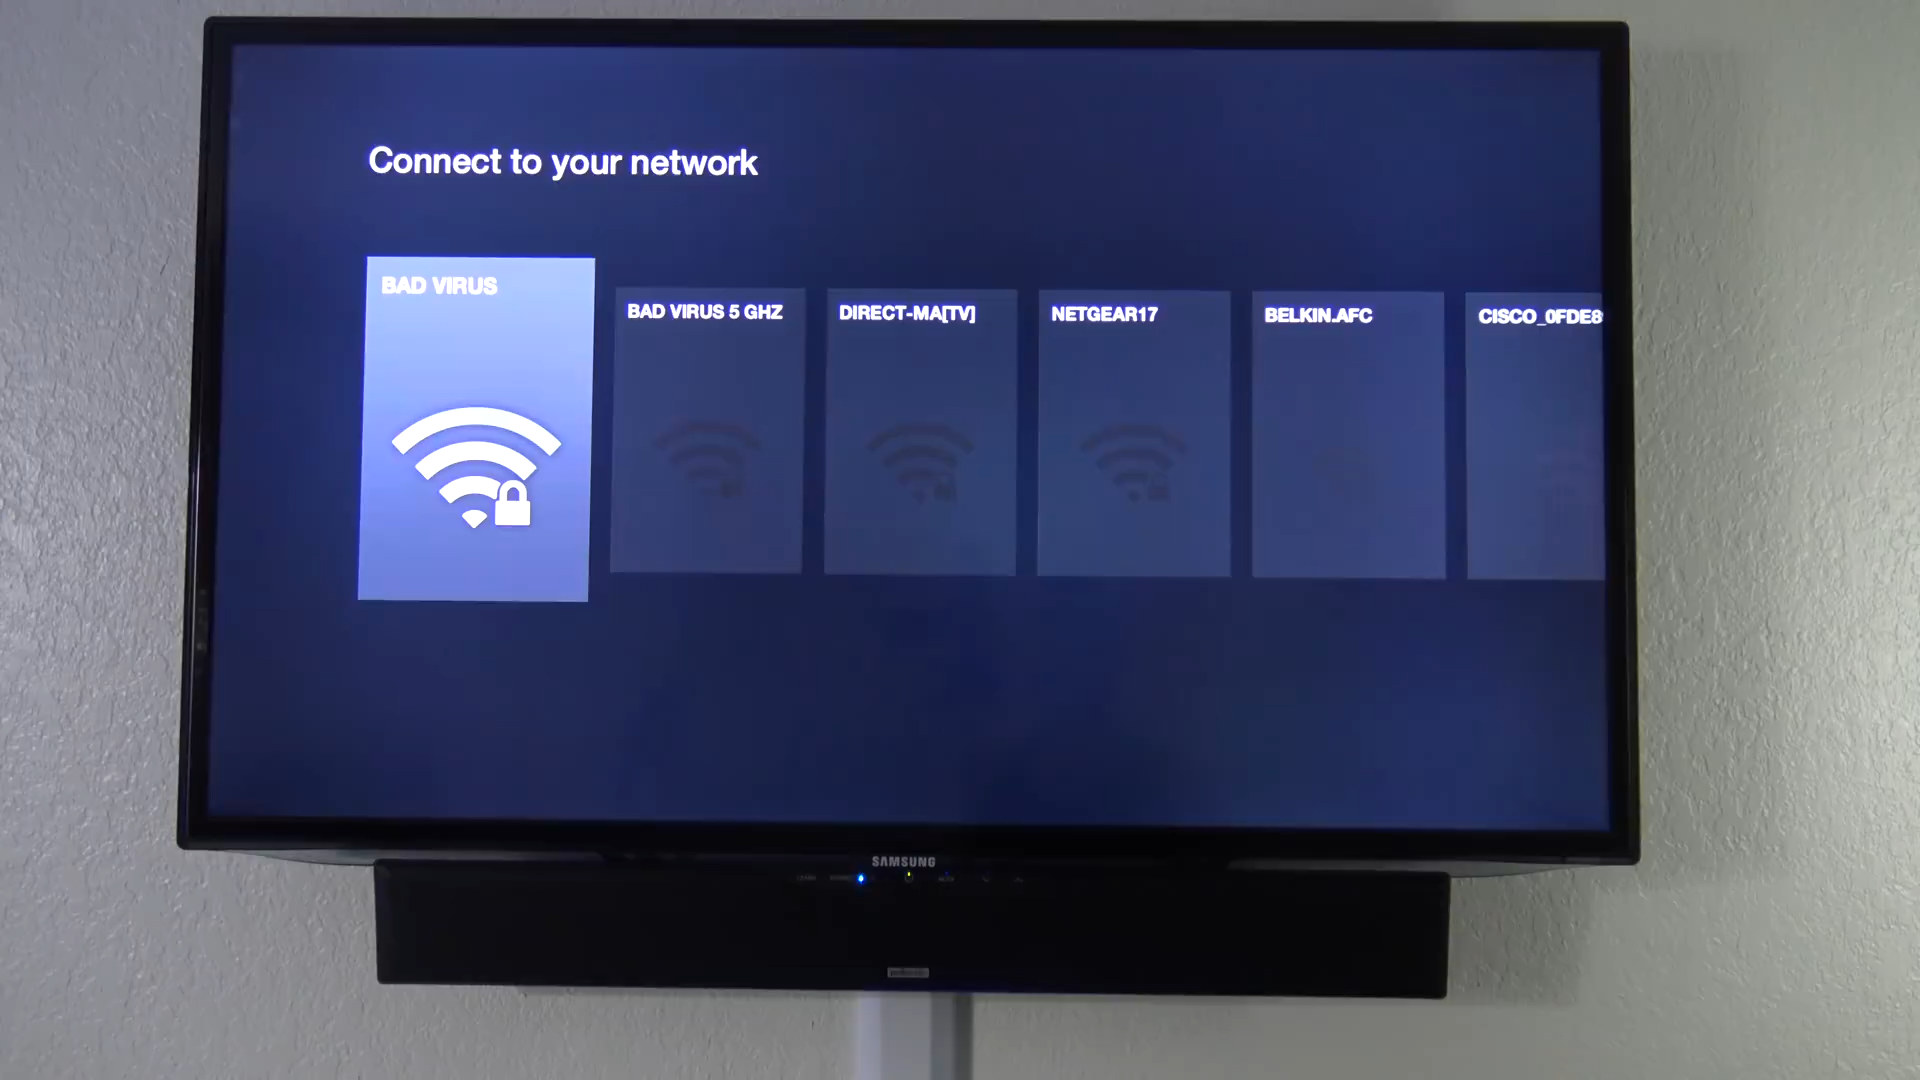 Connect to your network
BAD VIRUS
BAD VIRUS 5 GHZ
DIRECT-MA[TV]
NETGEAR17
BELKIN.AFC
CISCO_0FDE8
SAMSUNG